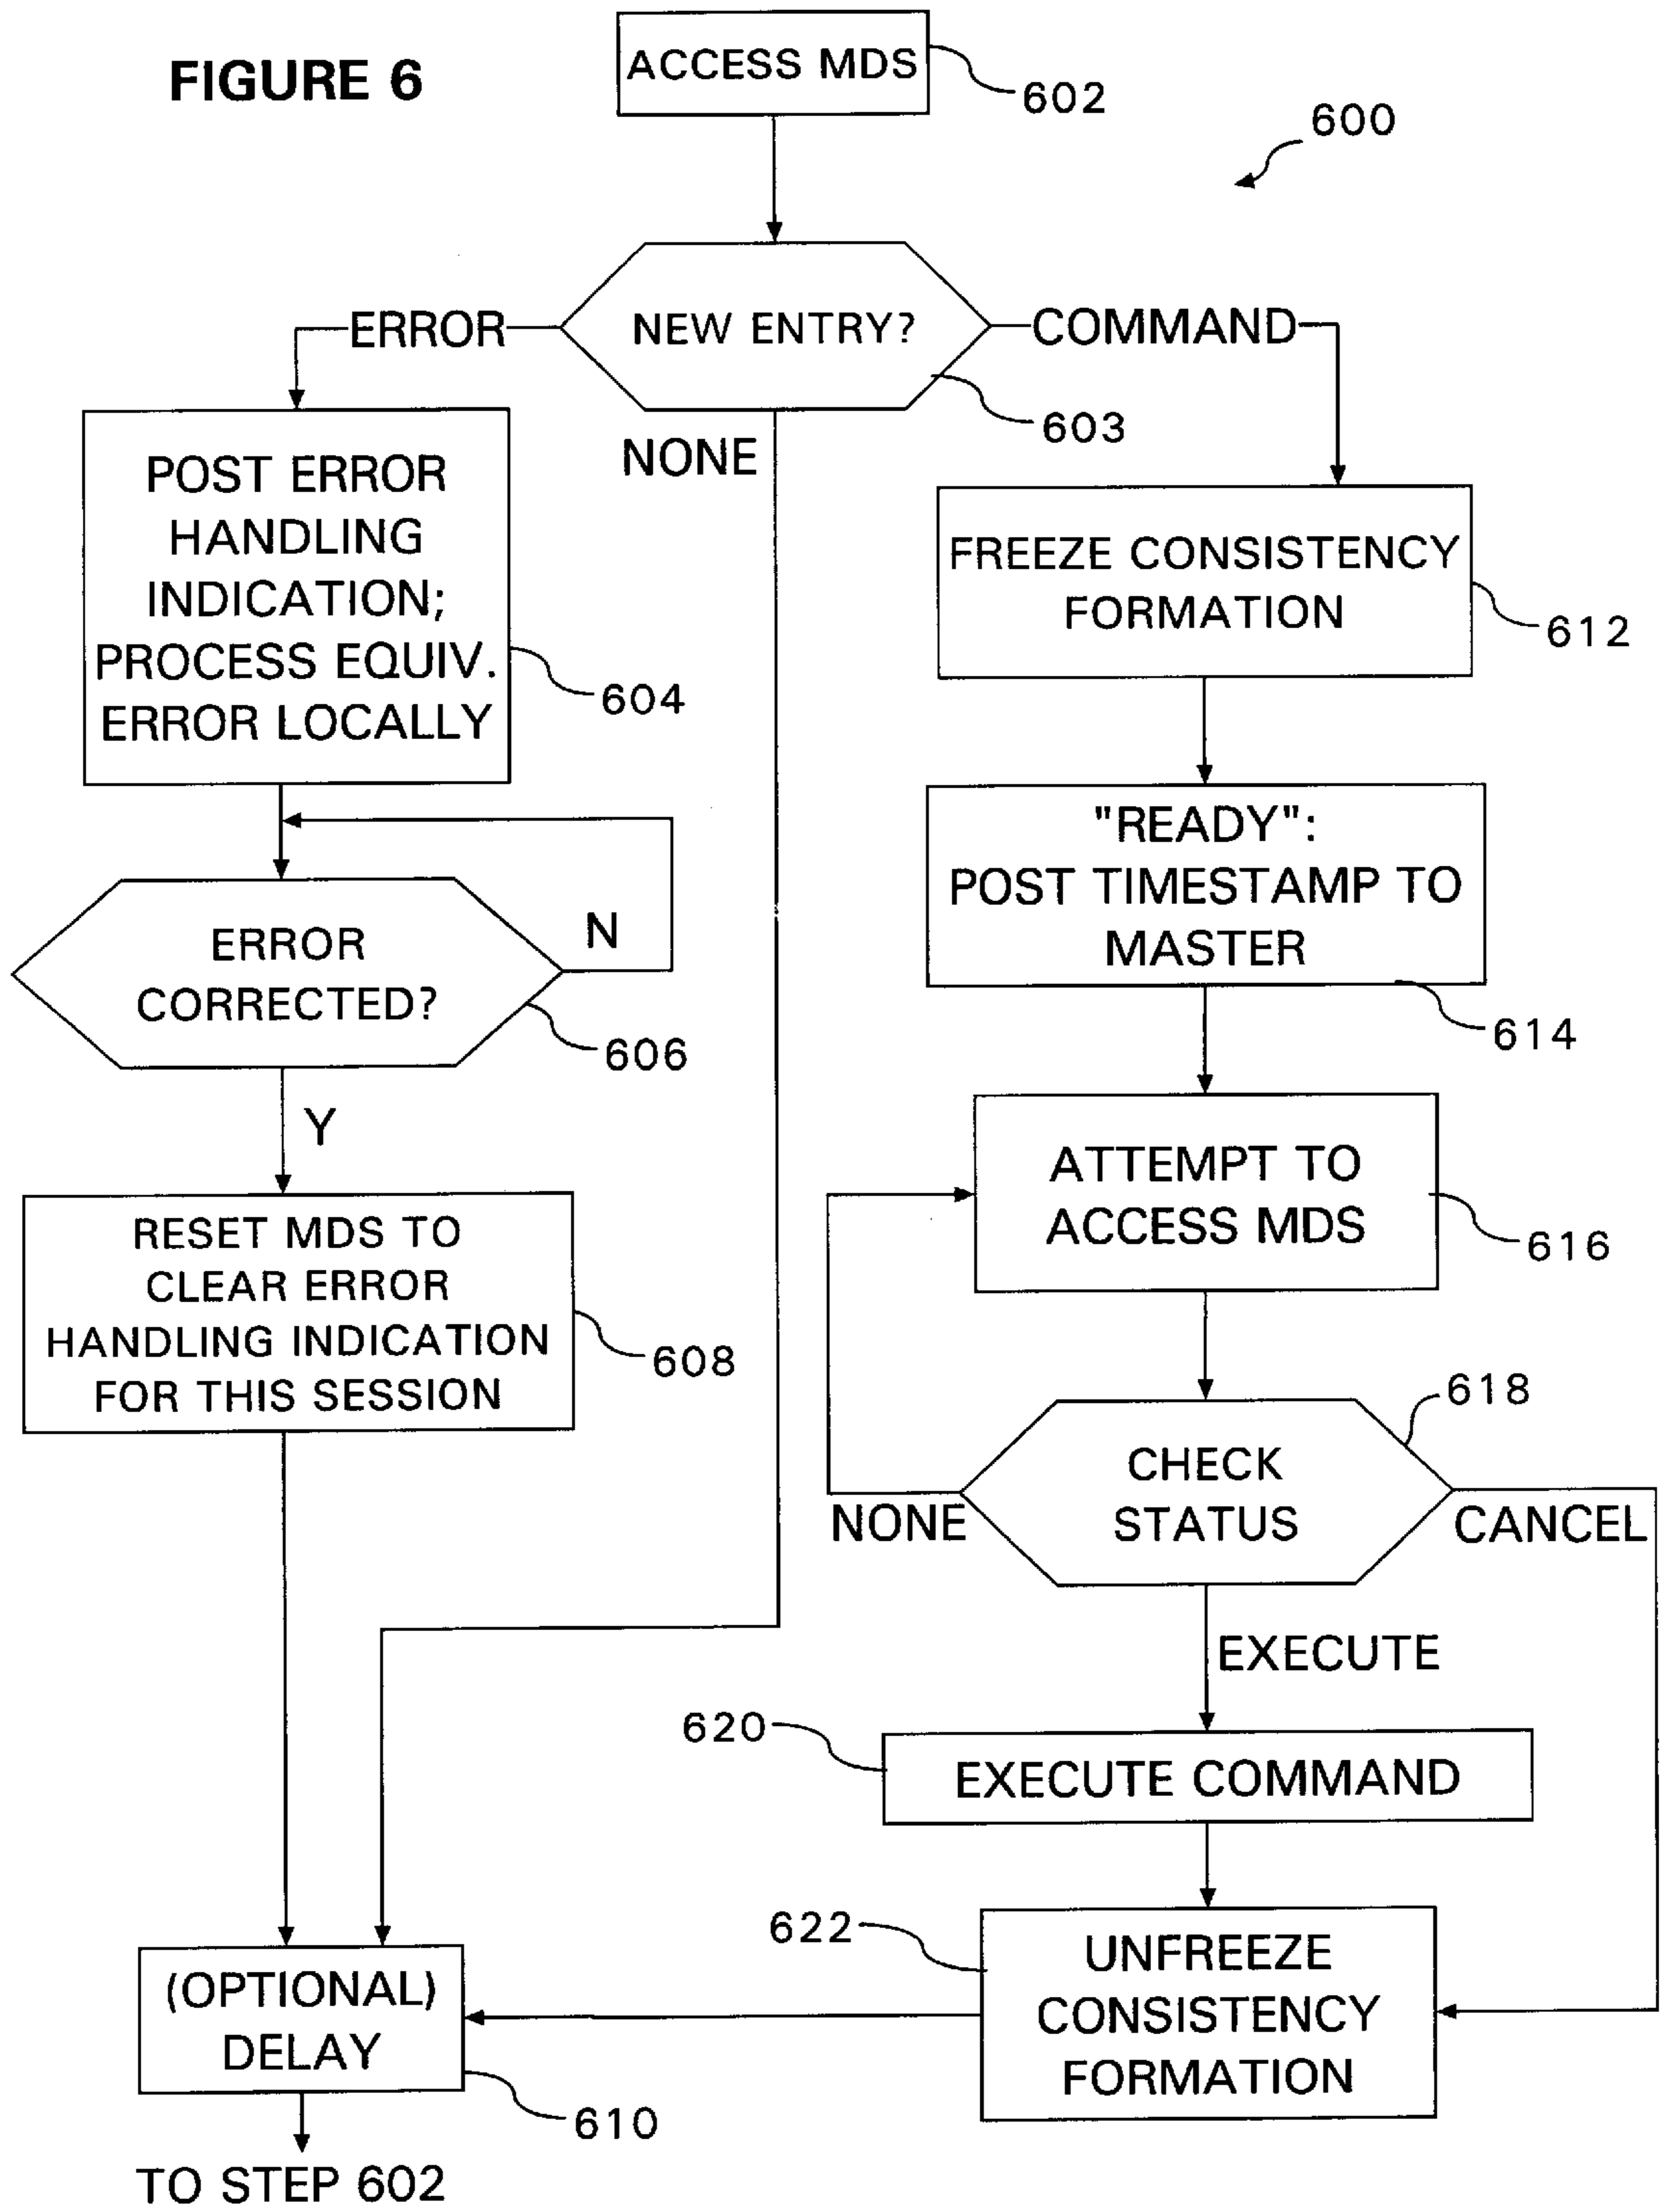 FIGURE 6
ACCESS MDS
602
600
NEW ENTRY?
603
ERROR
NONE
COMMAND
POST ERROR
HANDLING
INDICATION;
PROCESS EQUIV.
ERROR LOCALLY
604
ERROR
CORRECTED?
606
N
Y
RESET MDS TO
CLEAR ERROR
HANDLING INDICATION
FOR THIS SESSION
608
FREEZE CONSISTENCY
FORMATION
612
"READY":
POST TIMESTAMP TO
MASTER
614
ATTEMPT TO
ACCESS MDS
616
CHECK
STATUS
618
NONE
CANCEL
EXECUTE
620
EXECUTE COMMAND
622
UNFREEZE
CONSISTENCY
FORMATION
(OPTIONAL)
DELAY
610
TO STEP 602